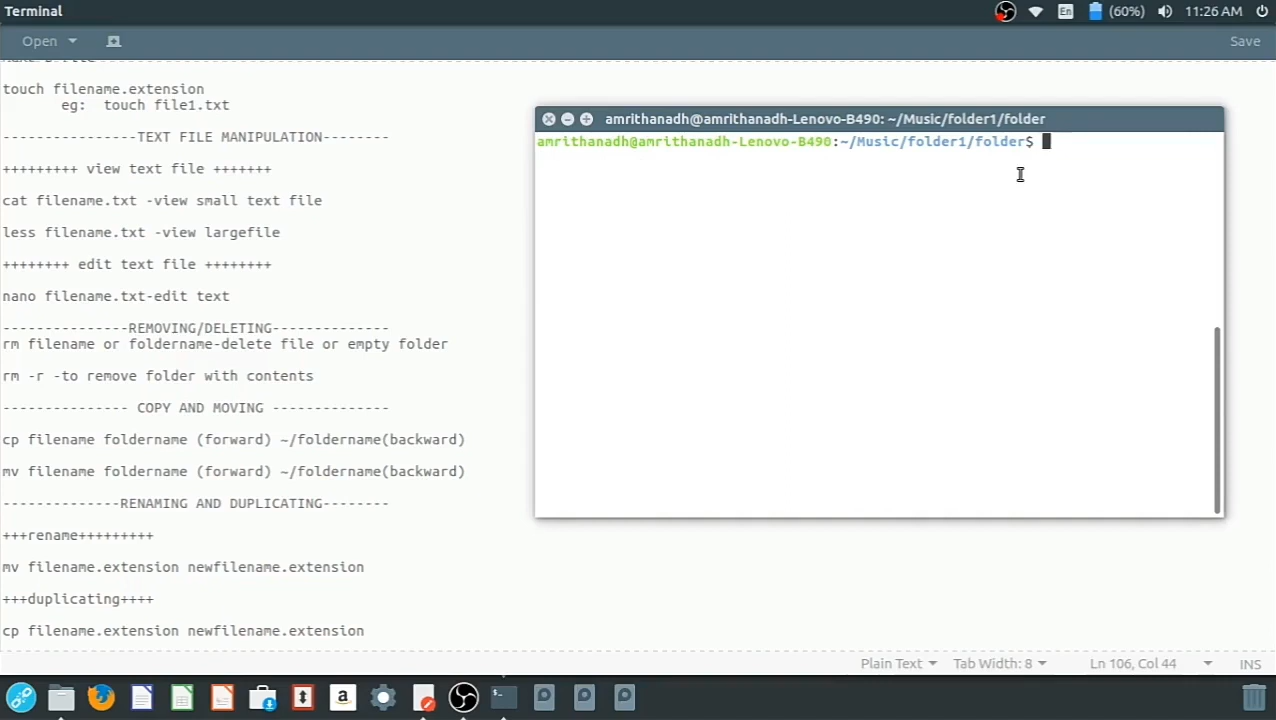 Terminal
En
(60%)
11:26 AM
Open
Save
touch filename.extension
eg: touch file1.txt
----------------TEXT FILE MANIPULATION--------
+++++++++ view text file +++++++
cat filename.txt -view small text file
less filename.txt -view largefile
++++++++ edit text file ++++++++
nano filename.txt-edit text
---------------REMOVING/DELETING--------------
rm filename or foldername-delete file or empty folder
rm -r -to remove folder with contents
--------------- COPY AND MOVING --------------
cp filename foldername (forward) ~/foldername(backward)
mv filename foldername (forward) ~/foldername(backward)
--------------RENAMING AND DUPLICATING--------
+++rename+++++++++
mv filename.extension newfilename.extension
+++duplicating++++
cp filename.extension newfilename.extension
amrithanadh@amrithanadh-Lenovo-B490: ~/Music/folder1/folder
amrithanadh@amrithanadh-Lenovo-B490:~/Music/folder1/folder$
Plain Text
Tab Width: 8
Ln 106, Col 44
INS